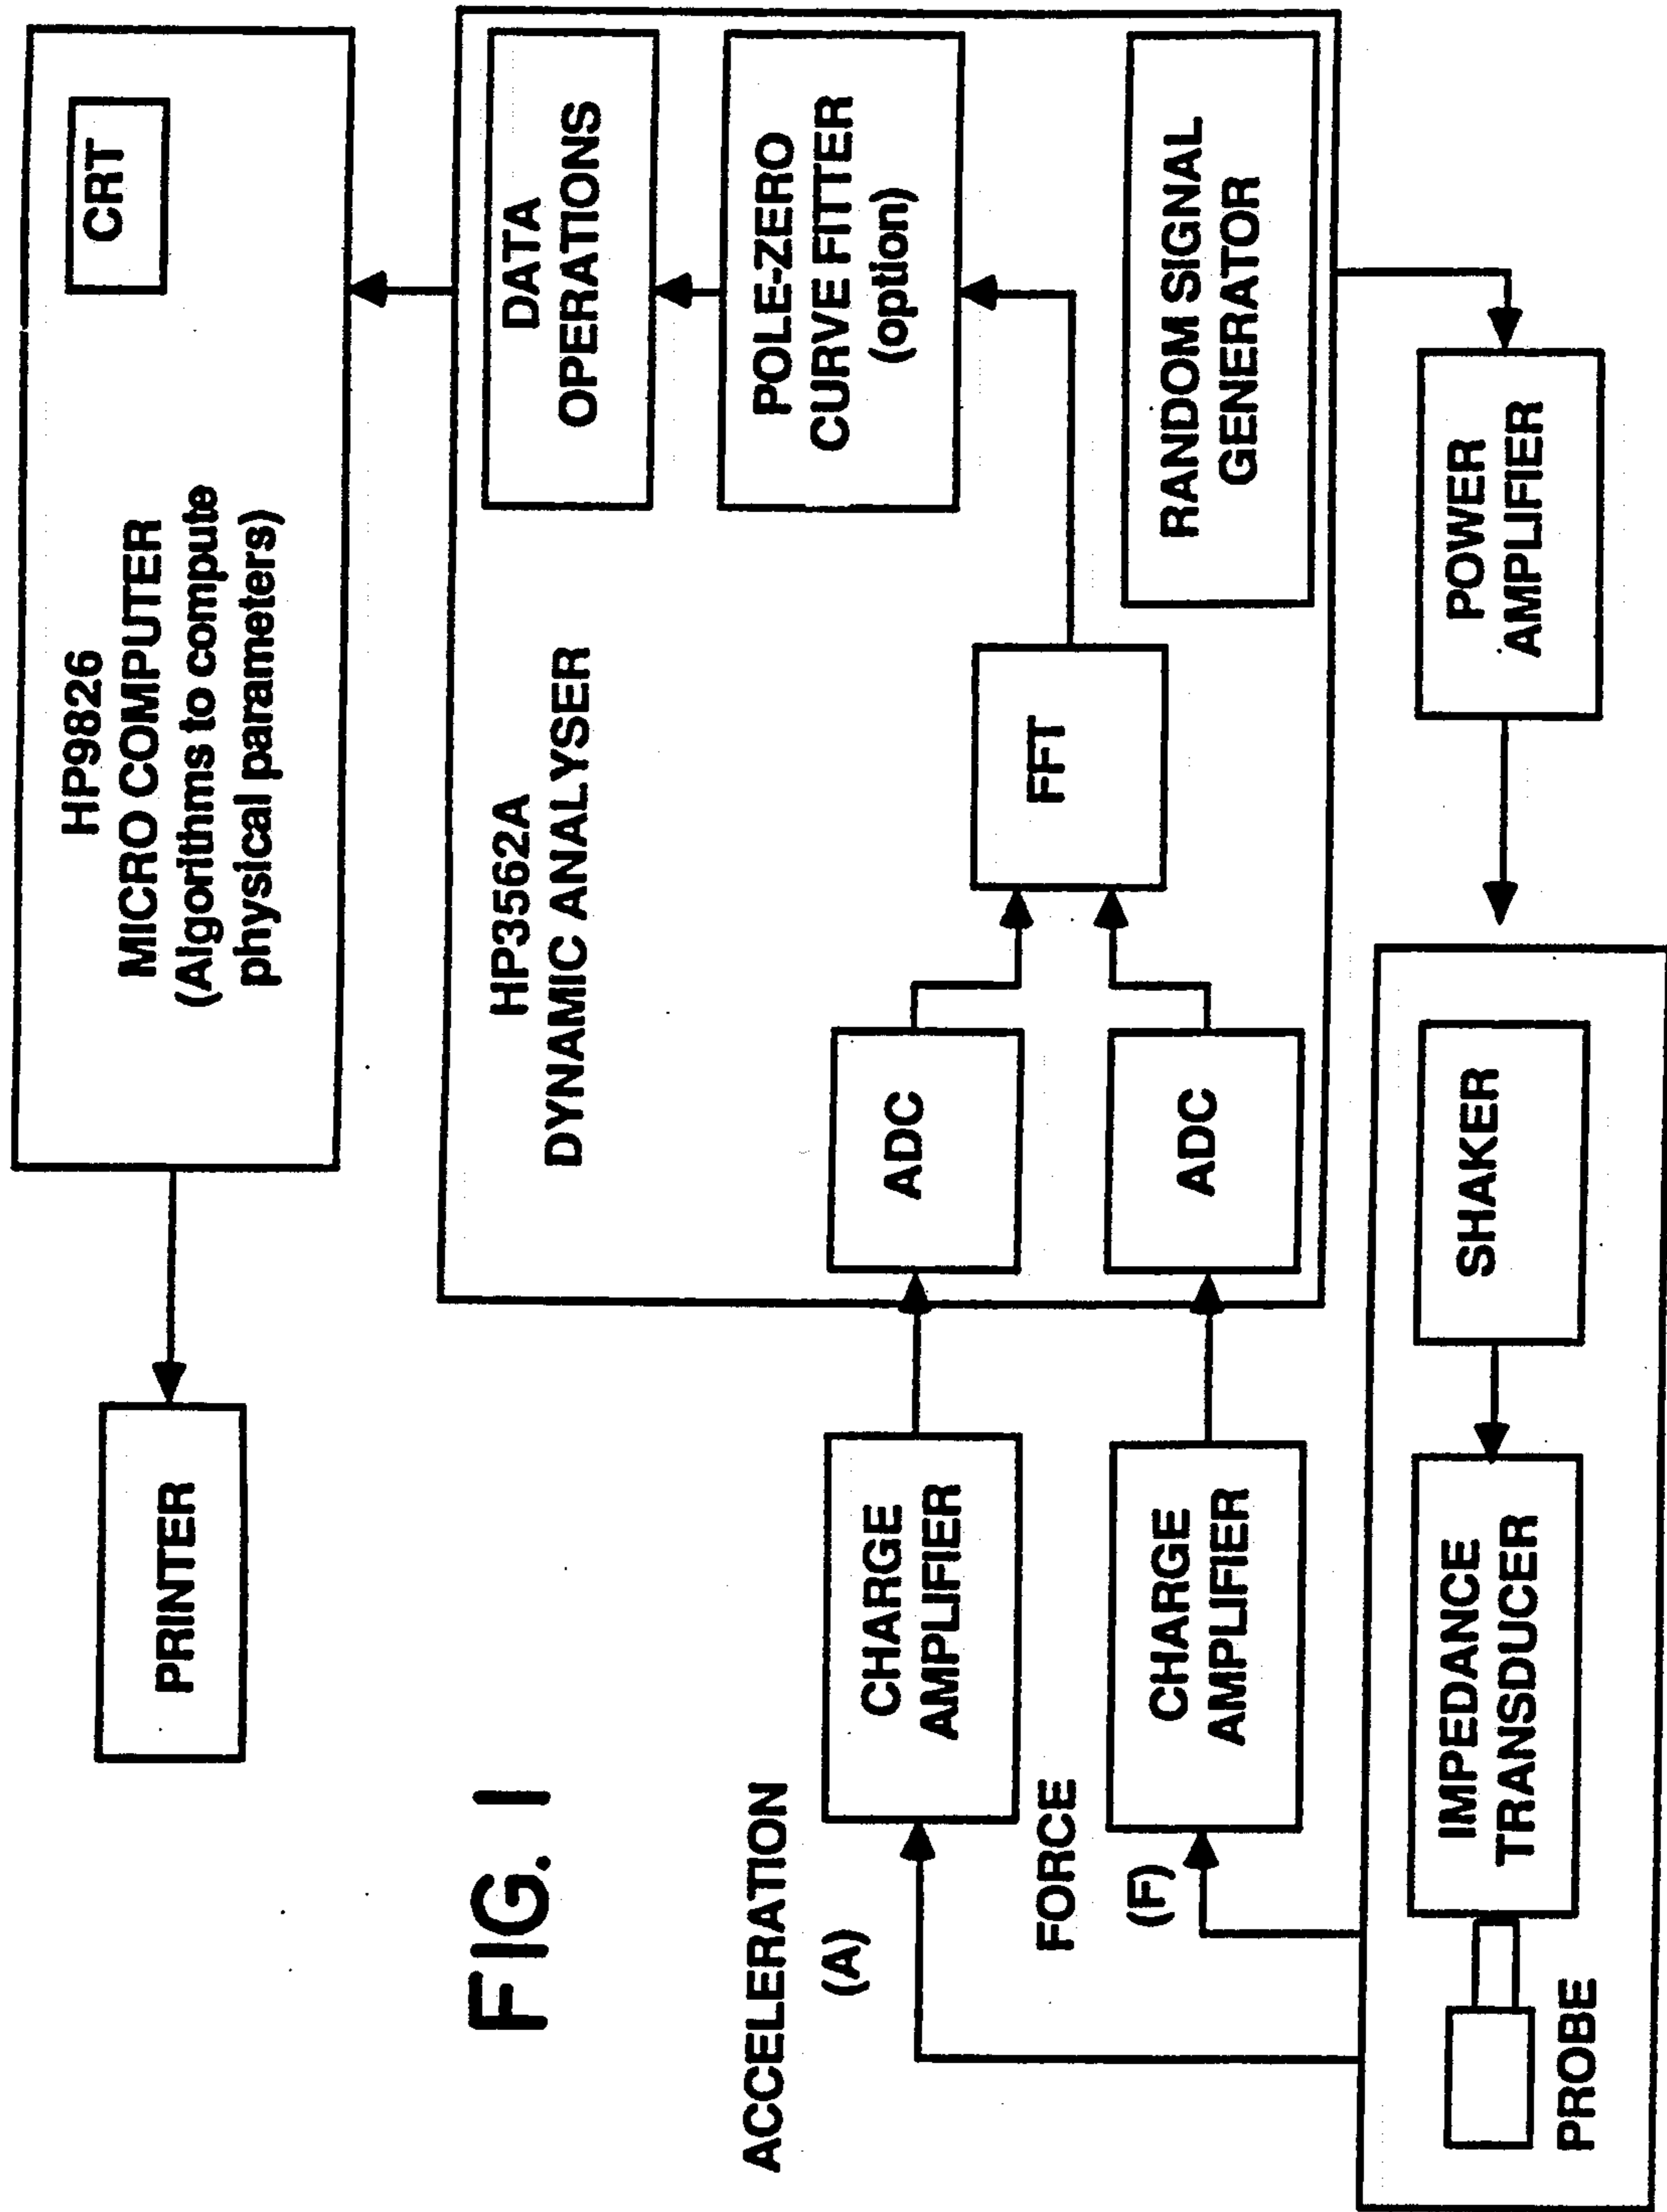 HP9826
MICRO COMPUTER
(Algorithms to compute
physical parameters)
CRT
PRINTER
FIG. 1
HP3562A
DYNAMIC ANALYSER
DATA
OPERATIONS
POLE-ZERO
CURVE FITTER
(option)
RANDOM SIGNAL
GENERATOR
FFT
ADC
ADC
ACCELERATION
(A)
CHARGE
AMPLIFIER
FORCE
(F)
CHARGE
AMPLIFIER
POWER
AMPLIFIER
SHAKER
IMPEDANCE
TRANSDUCER
PROBE